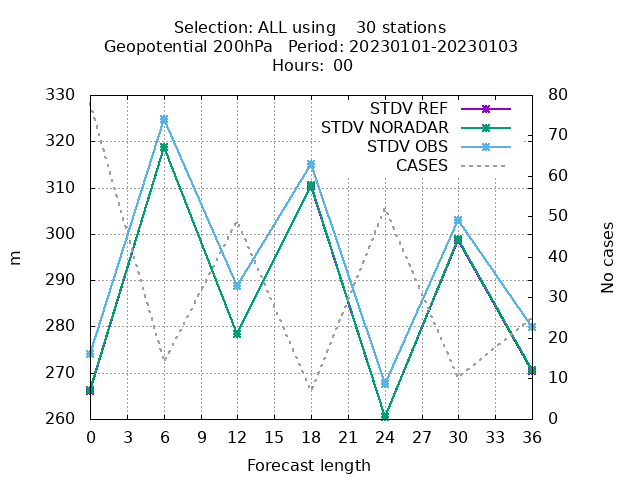 Selection: ALL using    30 stations
Geopotential 200hPa   Period: 20230101-20230103
Hours:  00
STDV REF
STDV NORADAR
STDV OBS
CASES
330
320
310
300
290
280
270
260
m
80
70
60
50
40
30
20
10
0
No cases
0 3 6 9 12 15 18 21 24 27 30 33 36
Forecast length